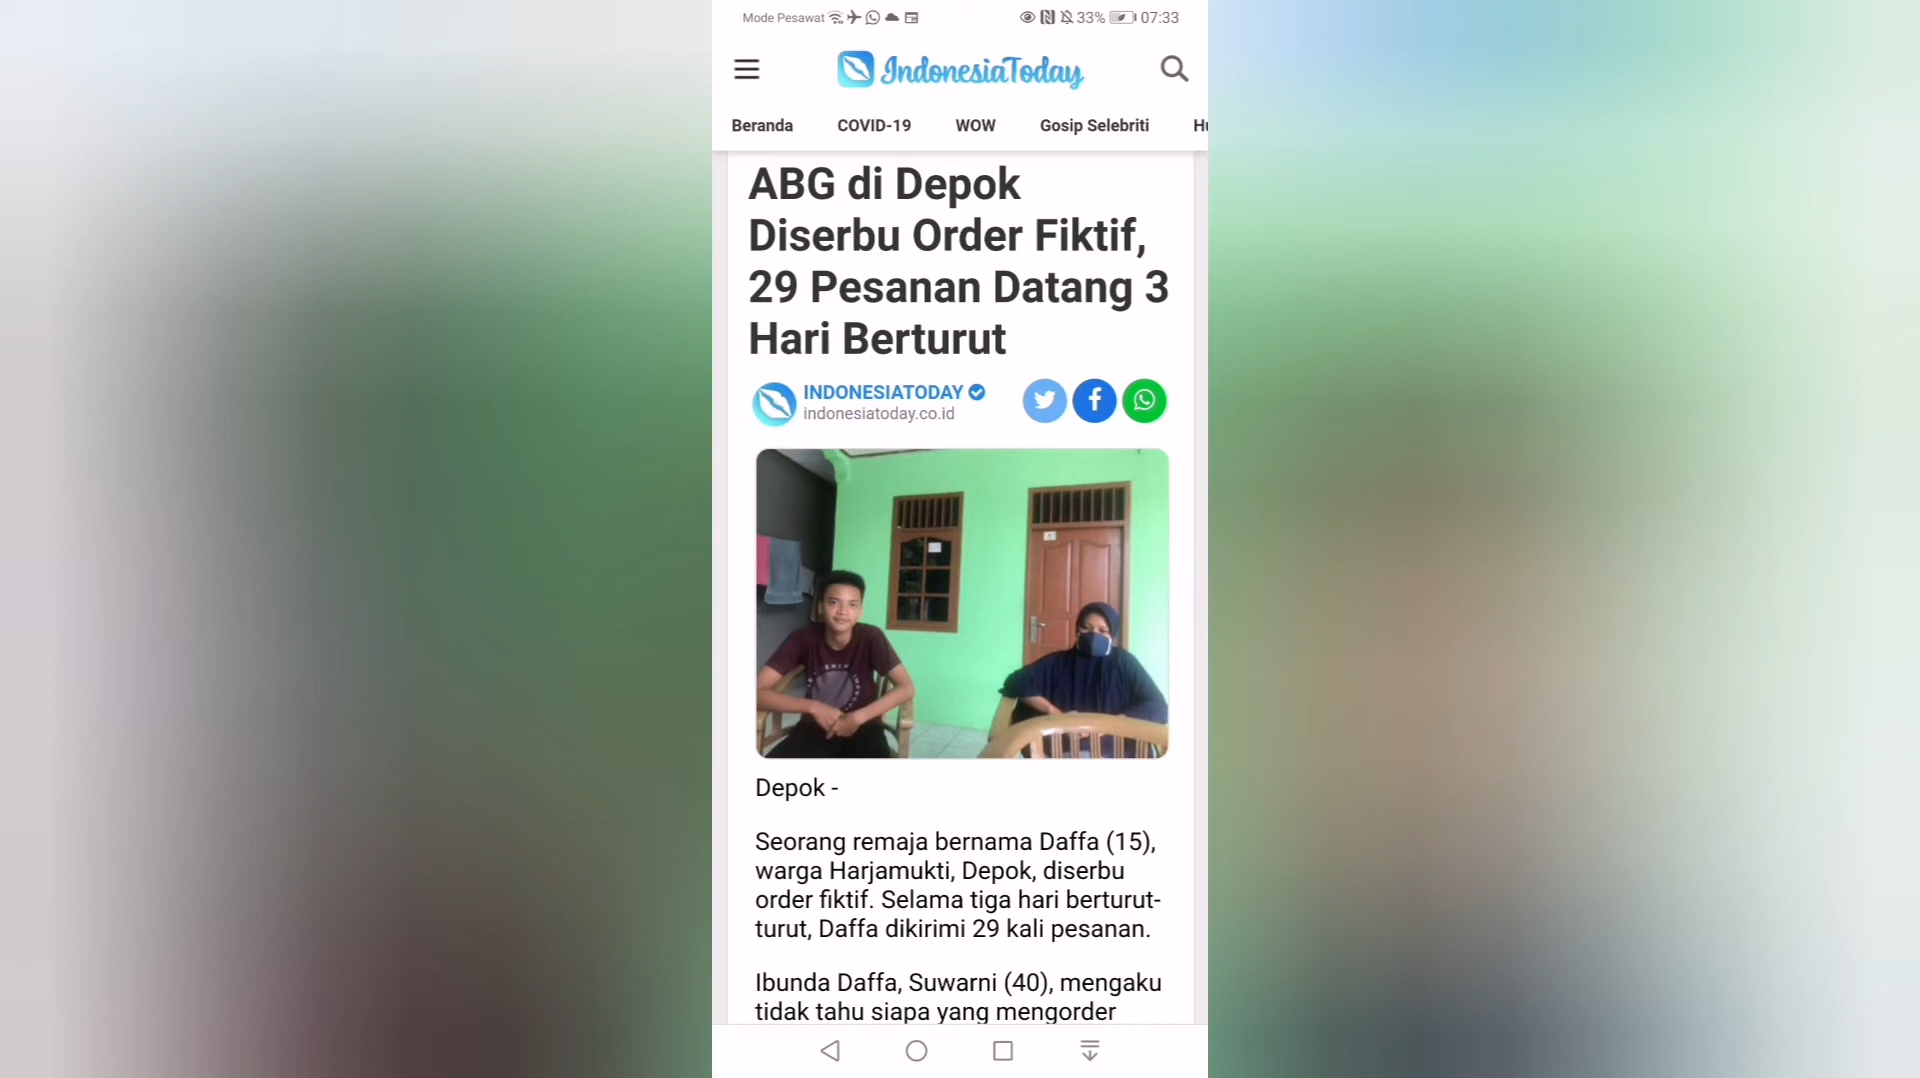 Mode Pesawat
33%
07:33
IndonesiaToday
Beranda
COVID-19
WOW
Gosip Selebriti
ABG di Depok
Diserbu Order Fiktif,
29 Pesanan Datang 3
Hari Berturut
INDONESIATODAY
indonesiatoday.co.id
Depok -
Seorang remaja bernama Daffa (15),
warga Harjamukti, Depok, diserbu
order fiktif. Selama tiga hari berturut-
turut, Daffa dikirimi 29 kali pesanan.
Ibunda Daffa, Suwarni (40), mengaku
tidak tahu siapa yang mengorder